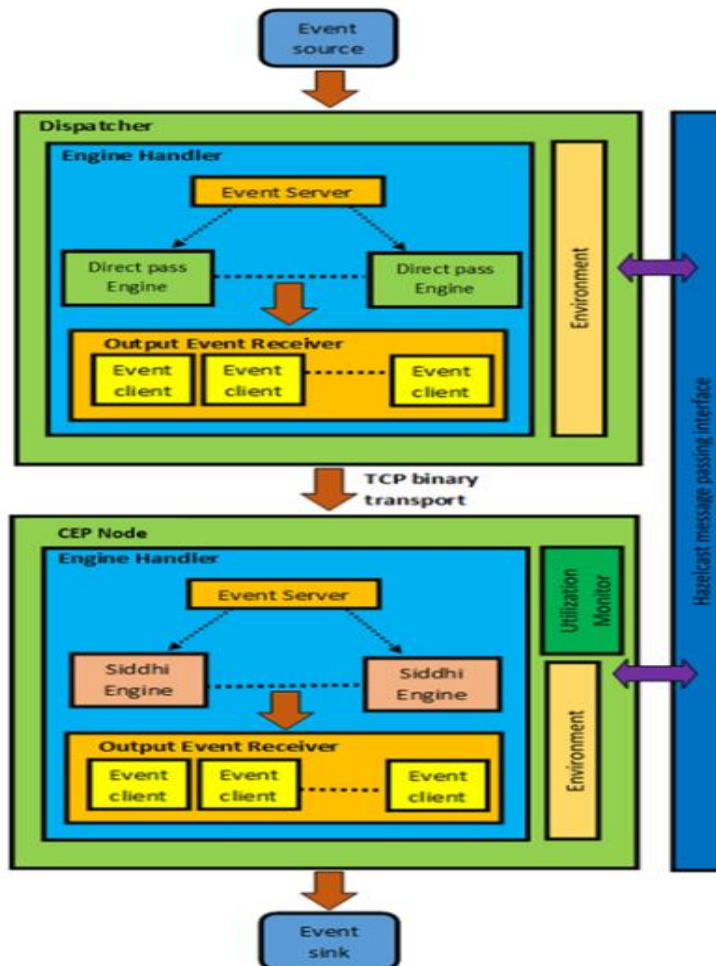 Event
source
Dispatcher
Engine Handler
Event Server
Direct pass
Engine
Direct pass
Engine
Output Event Receiver
Event
client
Event
client
Event
client
Environment
Hazelcast message passing interface
TCP binary
transport
CEP Node
Engine Handler
Event Server
Siddhi
Engine
Siddhi
Engine
Output Event Receiver
Event
client
Event
client
Event
client
Utilization
Monitor
Environment
Event
sink